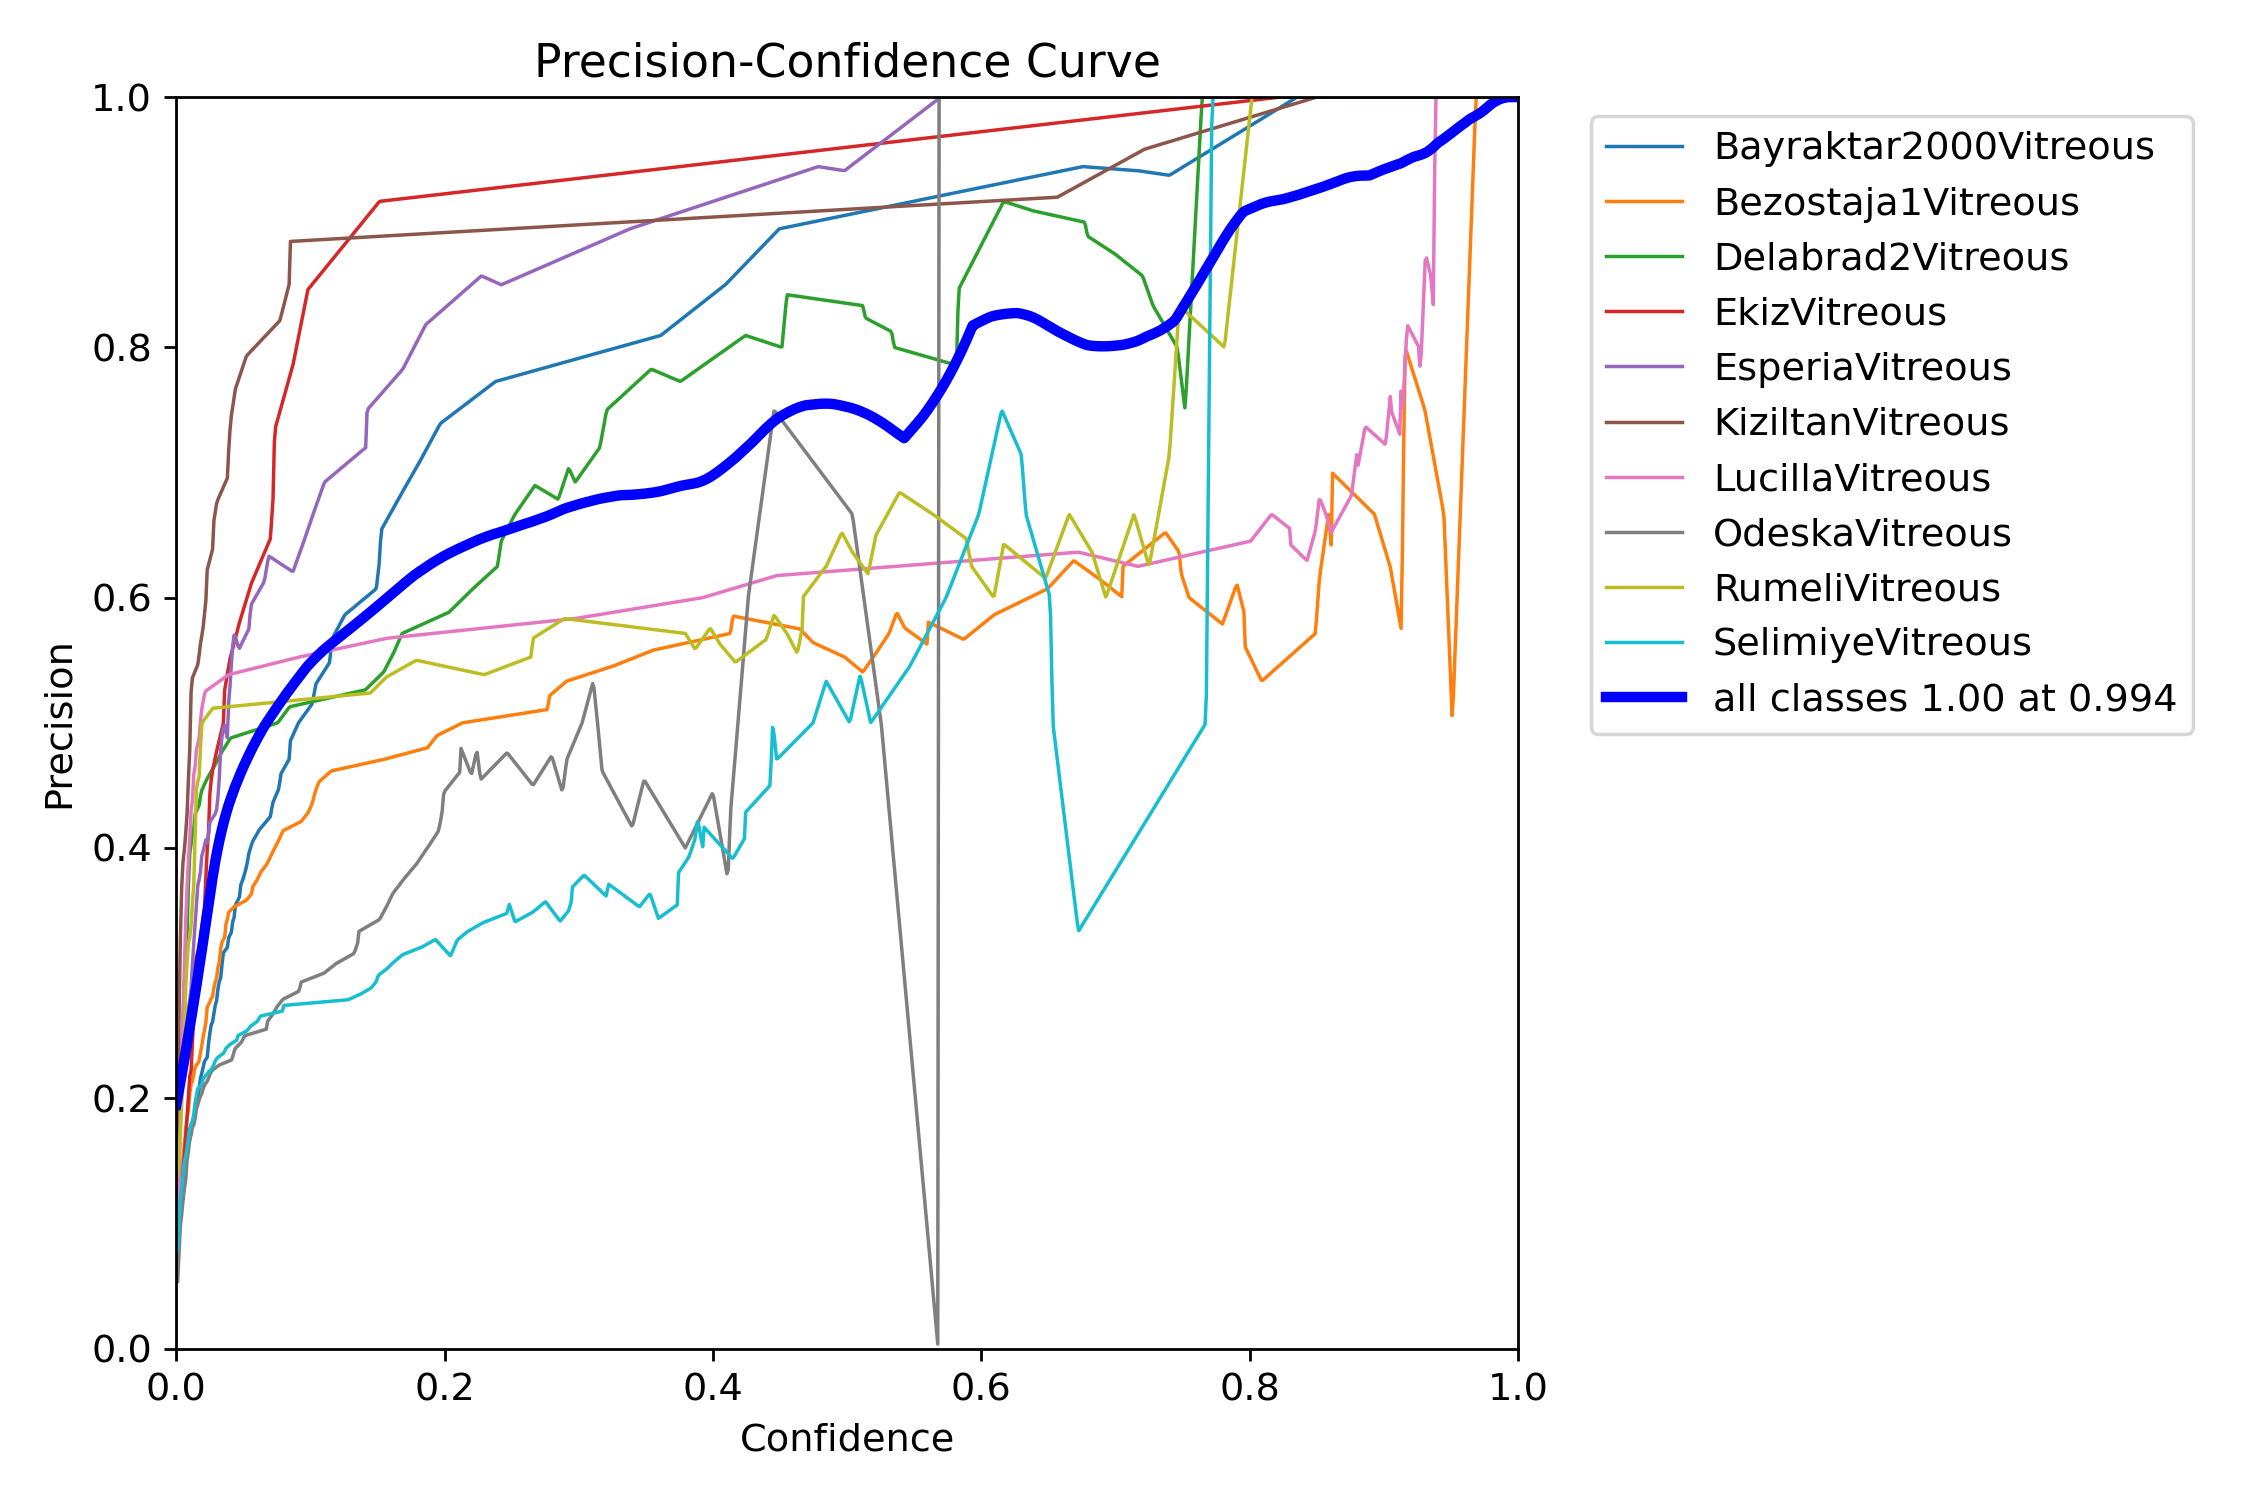 Precision-Confidence Curve
1.0
0.8
0.6
0.4
0.2
0.0
Precision
0.0 0.2 0.4 0.6 0.8 1.0
Confidence
Bayraktar2000Vitreous
Bezostaja1Vitreous
Delabrad2Vitreous
EkizVitreous
EsperiaVitreous
KiziltanVitreous
LucillaVitreous
OdeskaVitreous
RumeliVitreous
SelimiyeVitreous
all classes 1.00 at 0.994